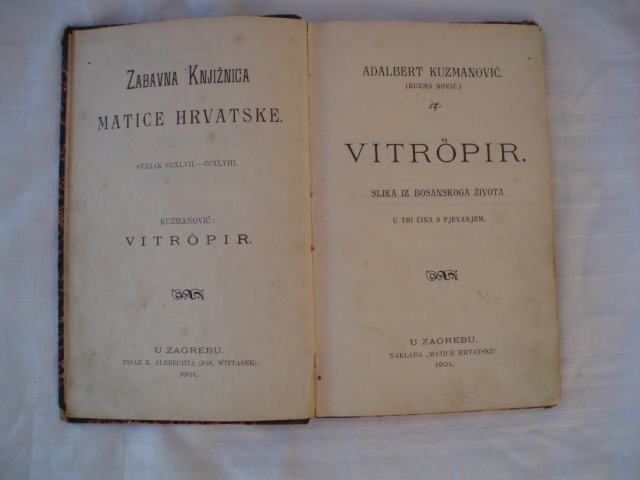 ZABAVNA KNJIŽNICA
MATICE HRVATSKE.
SVEZAK CCXLVII.—CCXLVIII.
KUZMANOVIĆ:
VITRÖPIR.
U ZAGREBU.
TISAK K. ALBRECHTA (JOS. WITTASEK).
1901.
ADALBERT KUZMANOVIĆ.
(KUZMA NOVIĆ.)
VITRÖPIR.
SLIKA IZ BOSANSKOGA ŽIVOTA
U TRI ČINA S PJEVANJEM.
U ZAGREBU.
NAKLADA „MATICE HRVATSKE“.
1901.